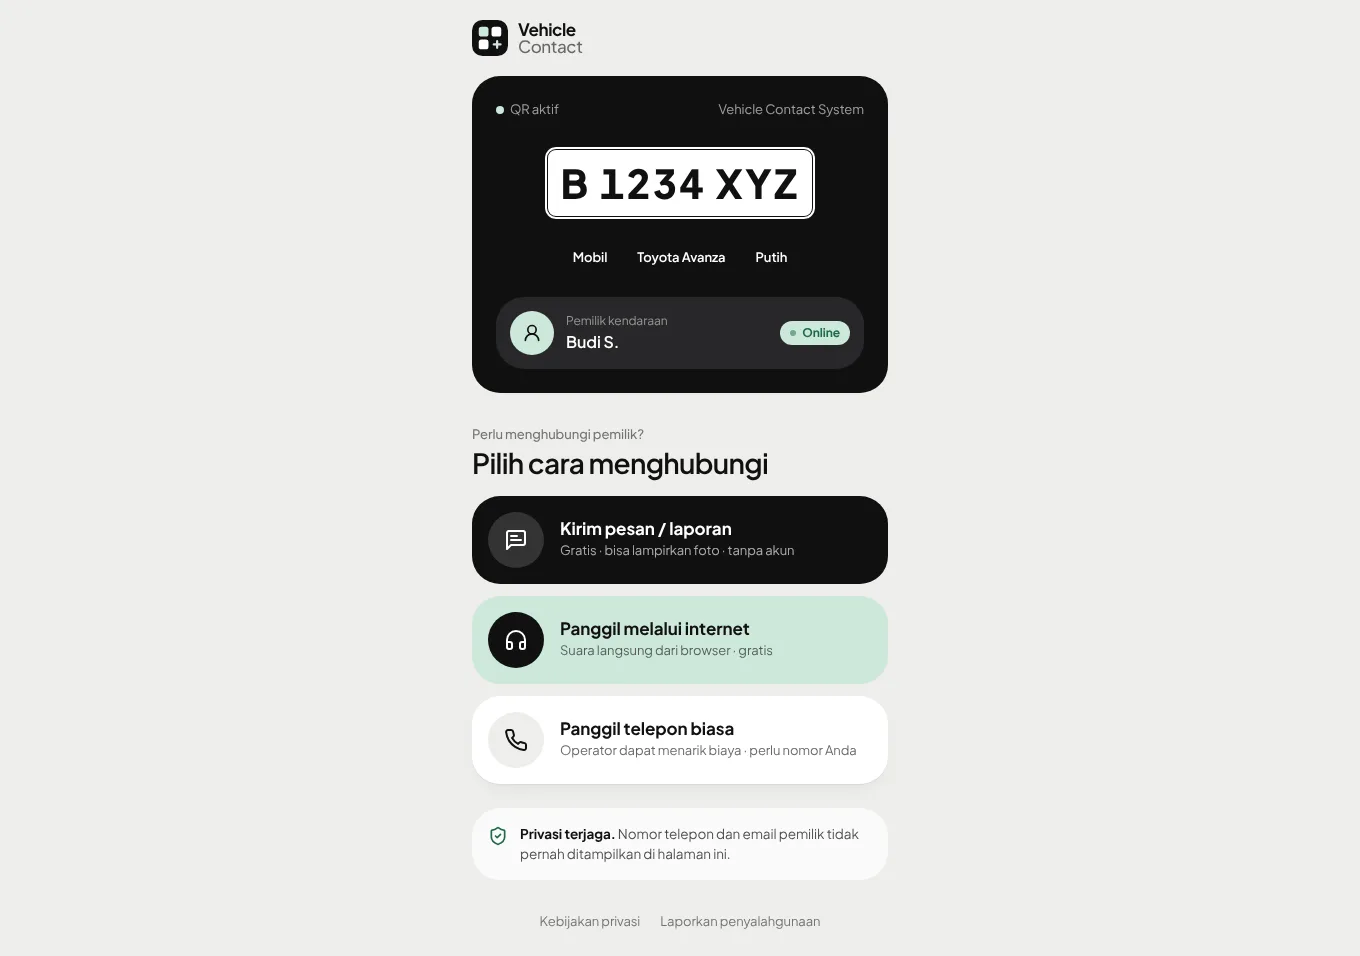 Vehicle
Contact
QR aktif
Vehicle Contact System
B 1234 XYZ
Mobil Toyota Avanza Putih
Pemilik kendaraan
Budi S.
Online
Perlu menghubungi pemilik?
Pilih cara menghubungi
Kirim pesan / laporan
Gratis · bisa lampirkan foto · tanpa akun
Panggil melalui internet
Suara langsung dari browser · gratis
Panggil telepon biasa
Operator dapat menarik biaya · perlu nomor Anda
Privasi terjaga. Nomor telepon dan email pemilik tidak
pernah ditampilkan di halaman ini.
Kebijakan privasi Laporkan penyalahgunaan